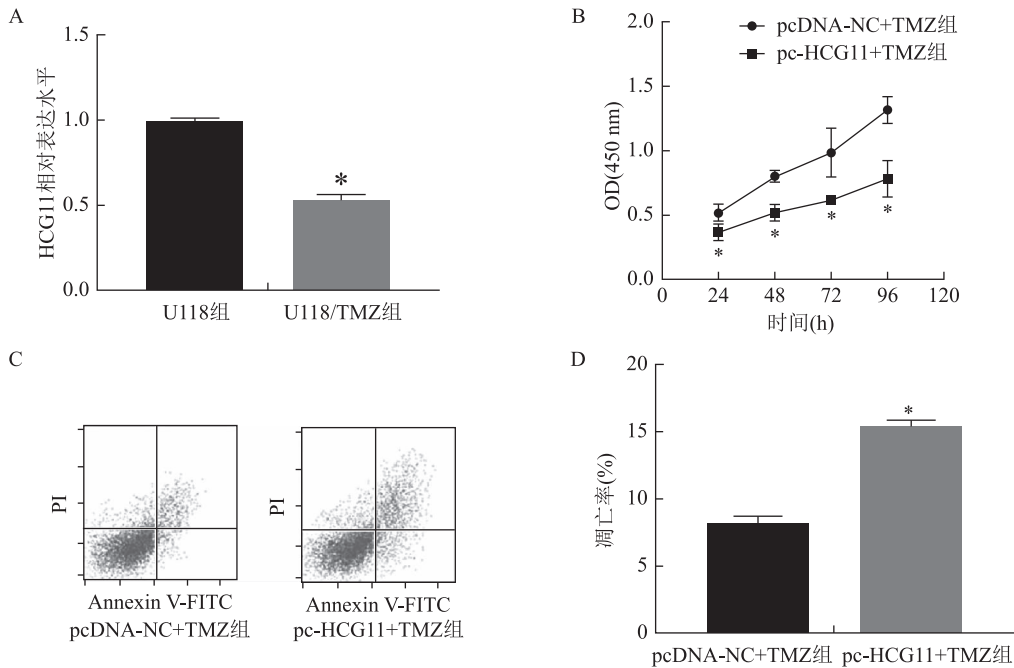 A
HCG11相对表达水平
1.5
1.0
0.5
0.0
U118组
U118/TMZ组
*
B
pcDNA-NC+TMZ组
pc-HCG11+TMZ组
OD(450 nm)
2.0
1.5
1.0
0.5
0.0
0
24
48
72
96
120
时间(h)
*
*
*
*
C
PI
Annexin V-FITC
pcDNA-NC+TMZ组
PI
Annexin V-FITC
pc-HCG11+TMZ组
D
凋亡率(%)
20
15
10
5
0
*
pcDNA-NC+TMZ组
pc-HCG11+TMZ组